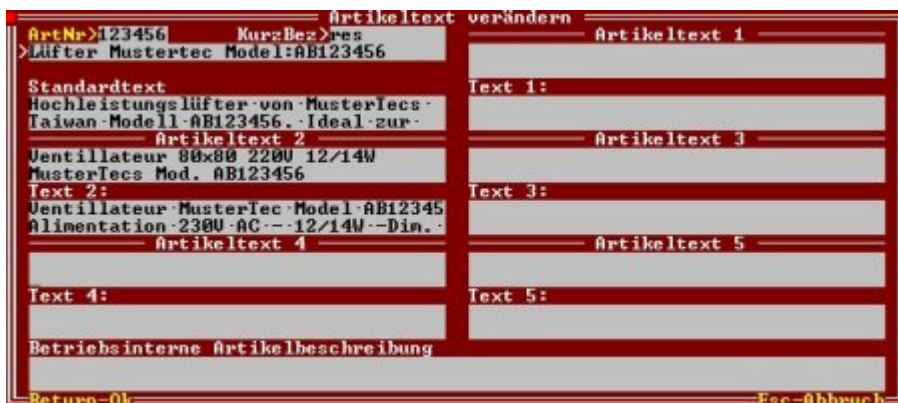 Artikeltext verändern
ArtNr>123456 KurzBez>res
>Lüfter Mustertec Model:AB123456
Standardtext
Hochleistungslüfter·von·MusterTecs·
Taiwan·Modell·AB123456.·Ideal·zur·
Artikeltext 1
Text 1:
Artikeltext 2
Ventillateur 80x80 220V 12/14W
MusterTecs Mod. AB123456
Text 2:
Ventillateur·MusterTec·Model·AB12345
Alimentation·230V·AC·-·12/14W·-Dim.·
Artikeltext 3
Text 3:
Artikeltext 4
Text 4:
Artikeltext 5
Text 5:
Betriebsinterne Artikelbeschreibung
Return-Ok Esc-Abbruch